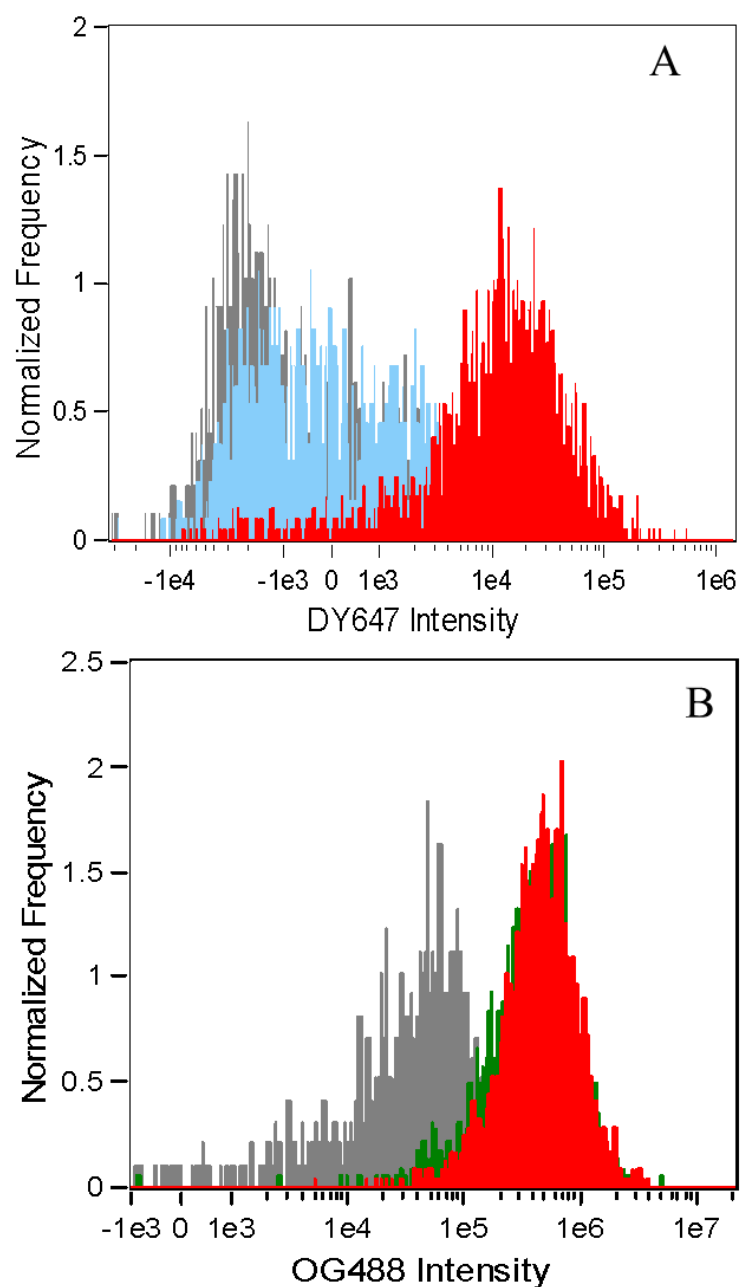 A
2
1.5
1
0.5
0
Normalized Frequency
-1e4 -1e3 0 1e3 1e4 1e5 1e6
DY647 Intensity
B
2.5
2
1.5
1
0.5
0
Normalized Frequency
-1e3 0 1e3 1e4 1e5 1e6 1e7
OG488 Intensity